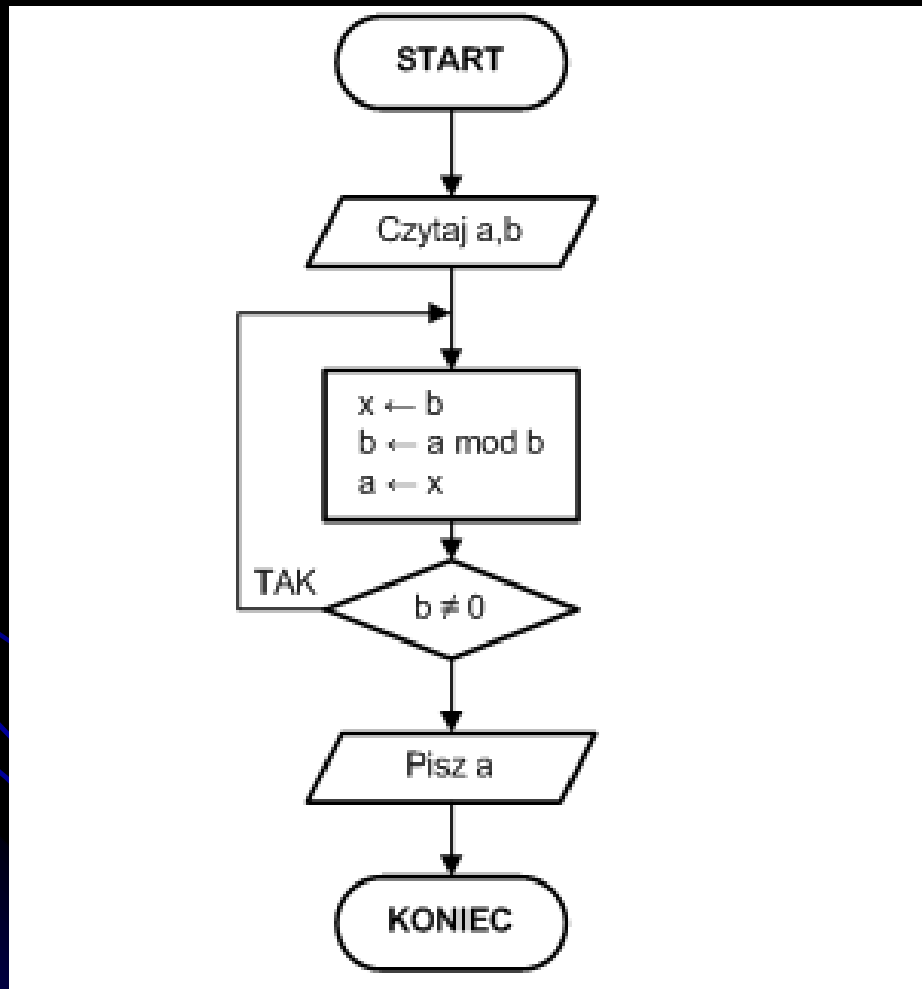 START
Czytaj a,b
x ← b
b ← a mod b
a ← x
TAK
b ≠ 0
Pisz a
KONIEC